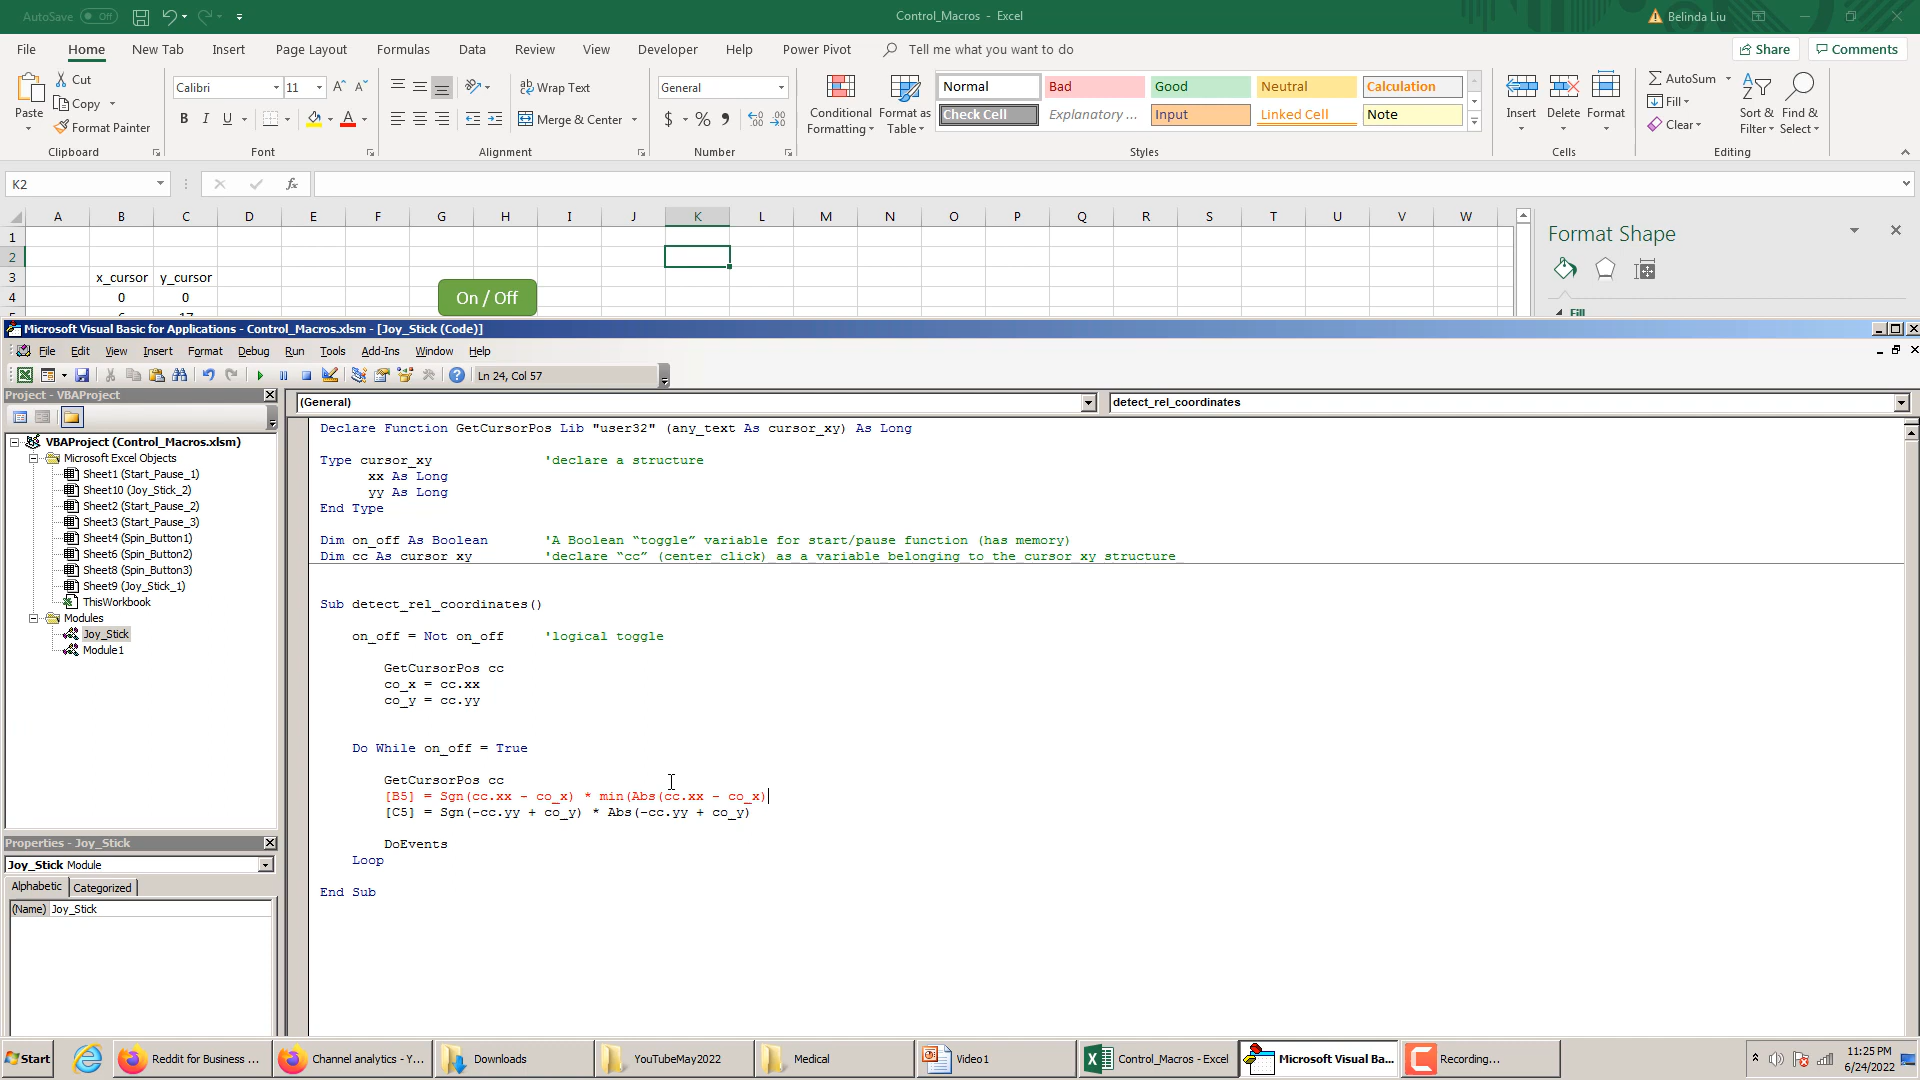 AutoSave Off
Control_Macros - Excel
Belinda Liu
File Home New Tab Insert Page Layout Formulas Data Review View Developer Help Power Pivot Tell me what you want to do
Share Comments
Paste
Cut
Copy
Format Painter
Clipboard
Calibri 11
B I U
Font
Wrap Text
Merge & Center
Alignment
General
$ % ,
Number
Conditional Formatting
Format as Table
Normal Bad Good Neutral Calculation
Check Cell Explanatory ... Input Linked Cell Note
Styles
Insert Delete Format
Cells
AutoSum
Fill
Clear
Sort & Filter
Find & Select
Editing
K2
fx
A B C D E F G H I J K L M N O P Q R S T U V W
1
2
3 x_cursor y_cursor
4 0 0
On / Off
Format Shape
Fill
Microsoft Visual Basic for Applications - Control_Macros.xlsm - [Joy_Stick (Code)]
File Edit View Insert Format Debug Run Tools Add-Ins Window Help
Ln 24, Col 57
Project - VBAProject
VBAProject (Control_Macros.xlsm)
Microsoft Excel Objects
Sheet1 (Start_Pause_1)
Sheet10 (Joy_Stick_2)
Sheet2 (Start_Pause_2)
Sheet3 (Start_Pause_3)
Sheet4 (Spin_Button1)
Sheet6 (Spin_Button2)
Sheet8 (Spin_Button3)
Sheet9 (Joy_Stick_1)
ThisWorkbook
Modules
Joy_Stick
Module1
Properties - Joy_Stick
Joy_Stick Module
Alphabetic Categorized
(Name) Joy_Stick
(General) detect_rel_coordinates
Declare Function GetCursorPos Lib "user32" (any_text As cursor_xy) As Long
Type cursor_xy 'declare a structure
xx As Long
yy As Long
End Type
Dim on_off As Boolean 'A Boolean “toggle” variable for start/pause function (has memory)
Dim cc As cursor_xy 'declare “cc” (center_click) as a variable belonging to the cursor_xy structure
Sub detect_rel_coordinates()
on_off = Not on_off 'logical toggle
GetCursorPos cc
co_x = cc.xx
co_y = cc.yy
Do While on_off = True
GetCursorPos cc
[B5] = Sgn(cc.xx - co_x) * min(Abs(cc.xx - co_x)
[C5] = Sgn(-cc.yy + co_y) * Abs(-cc.yy + co_y)
DoEvents
Loop
End Sub
Start
Reddit for Business ...
Channel analytics - Y...
Downloads
YouTubeMay2022
Medical
Video1
Control_Macros - Excel
Microsoft Visual Ba...
Recording...
11:25 PM
6/24/2022